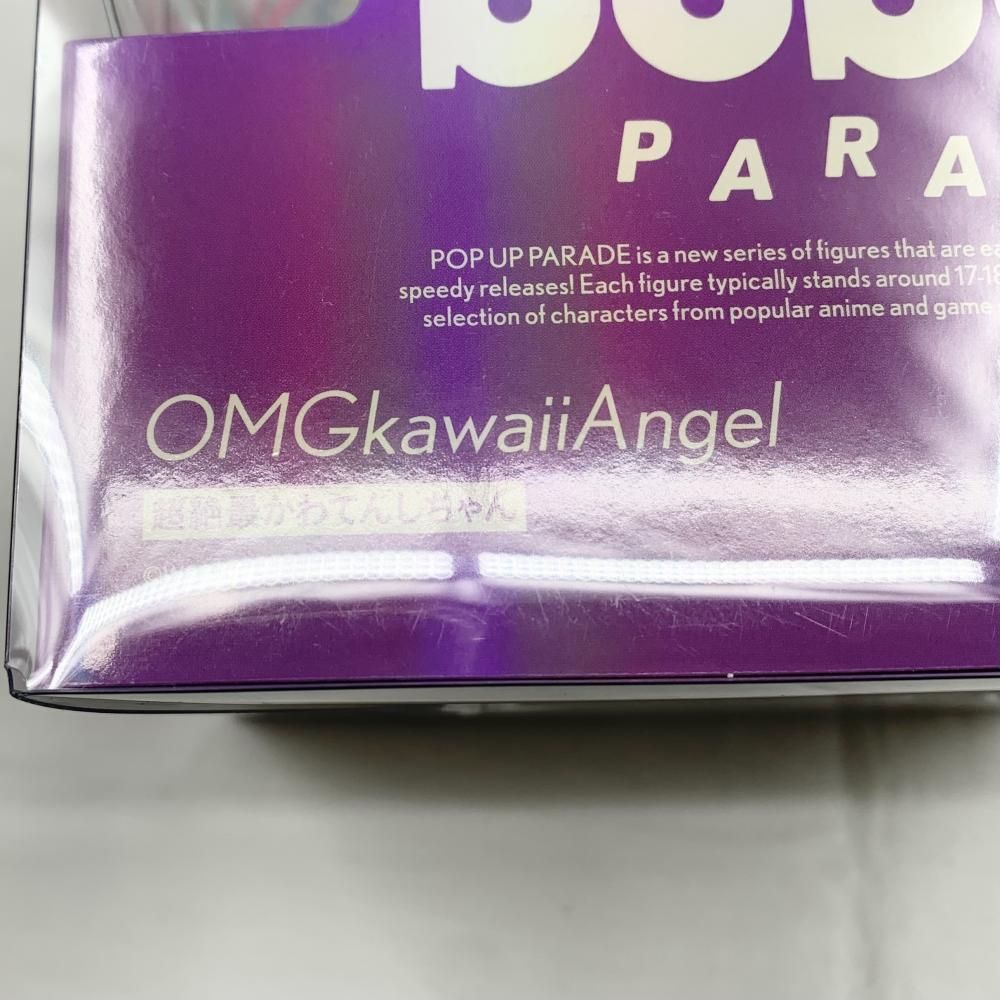 PARA
POP UP PARADE is a new series of figures that are
speedy releases! Each figure typically stands around 17-18
selection of characters from popular anime and game
OMGkawaiiAngel
超絶最かわてんしちゃん